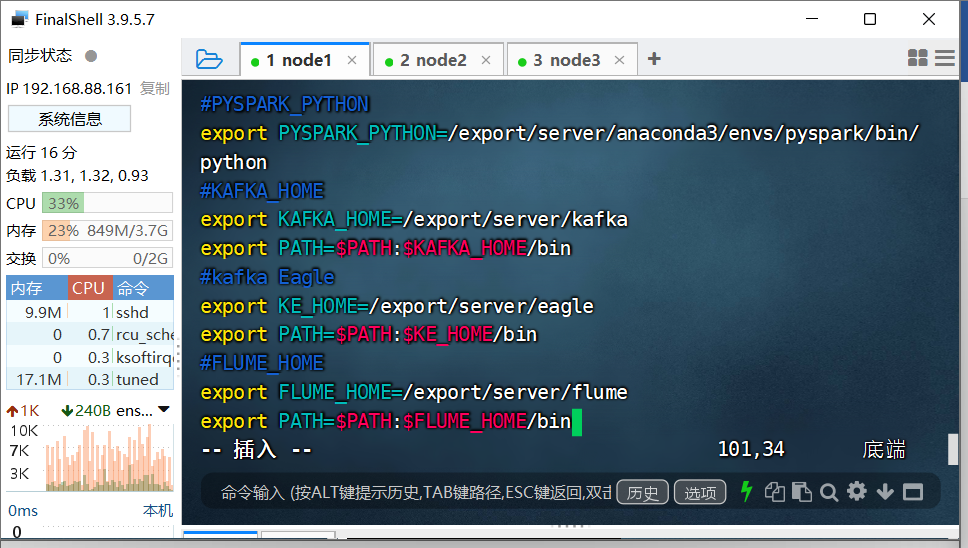 FinalShell 3.9.5.7
同步状态
1 node1
2 node2
3 node3
IP 192.168.88.161 复制
系统信息
运行 16 分
负载 1.31, 1.32, 0.93
CPU 33%
内存 23% 849M/3.7G
交换 0% 0/2G
内存 CPU 命令
9.9M 1 sshd
0 0.7 rcu_sche
0 0.3 ksoftirq
17.1M 0.3 tuned
1K 240B ens...
10K
7K
3K
0ms 本机
0
#PYSPARK_PYTHON
export PYSPARK_PYTHON=/export/server/anaconda3/envs/pyspark/bin/
python
#KAFKA_HOME
export KAFKA_HOME=/export/server/kafka
export PATH=$PATH:$KAFKA_HOME/bin
#kafka Eagle
export KE_HOME=/export/server/eagle
export PATH=$PATH:$KE_HOME/bin
#FLUME_HOME
export FLUME_HOME=/export/server/flume
export PATH=$PATH:$FLUME_HOME/bin
-- 插入 -- 101,34 底端
命令输入 (按ALT键提示历史,TAB键路径,ESC键返回,双击 历史 选项